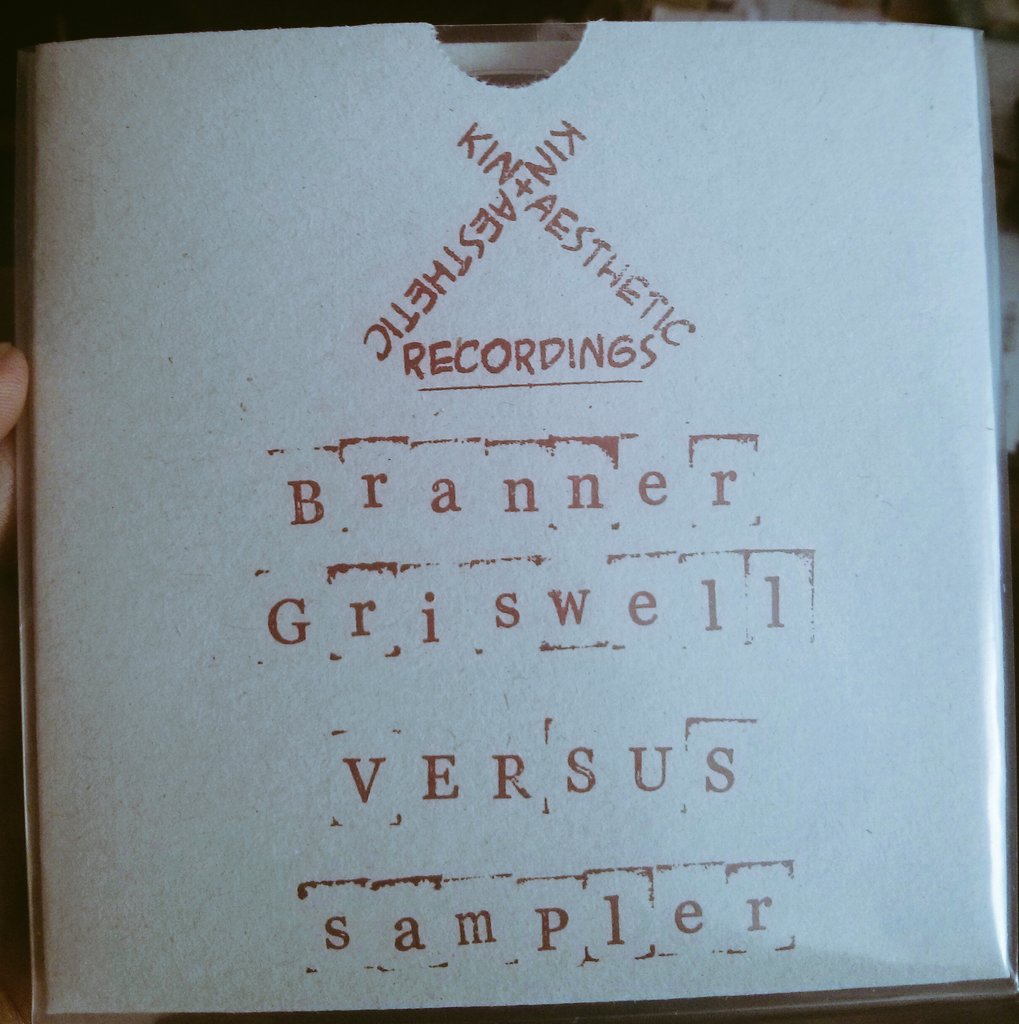 KIN+AESTHETIC
KIN+AESTHETIC
RECORDINGS
Branner
Griswell
VERSUS
sampler